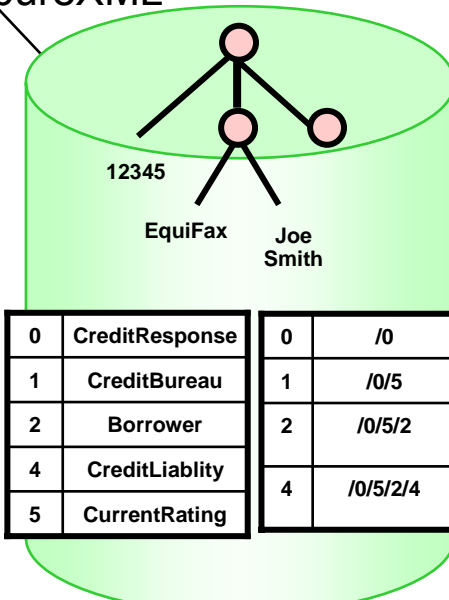 12345
EquiFax
Joe
Smith
0 CreditResponse
1 CreditBureau
2 Borrower
4 CreditLiablity
5 CurrentRating
0 /0
1 /0/5
2 /0/5/2
4 /0/5/2/4